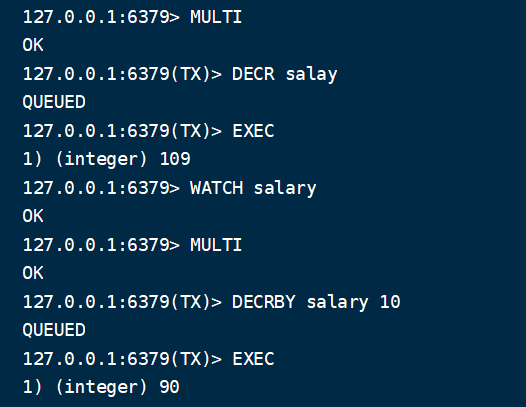 127.0.0.1:6379> MULTI
OK
127.0.0.1:6379(TX)> DECR salay
QUEUED
127.0.0.1:6379(TX)> EXEC
1) (integer) 109
127.0.0.1:6379> WATCH salary
OK
127.0.0.1:6379> MULTI
OK
127.0.0.1:6379(TX)> DECRBY salary 10
QUEUED
127.0.0.1:6379(TX)> EXEC
1) (integer) 90